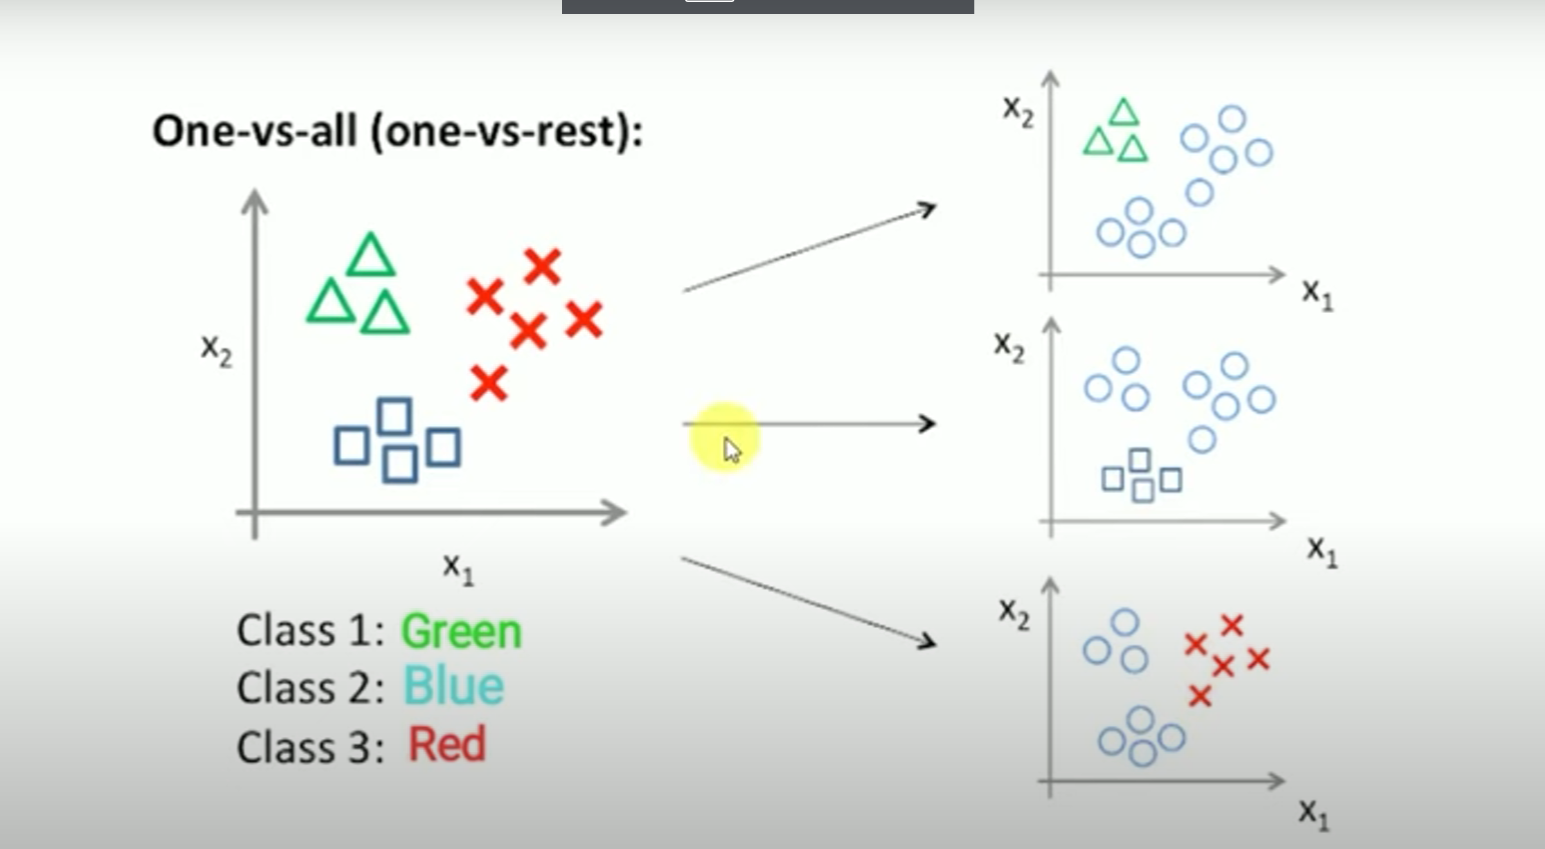 One-vs-all (one-vs-rest):
x2
x1
Class 1: Green
Class 2: Blue
Class 3: Red
x2
x1
x2
x1
x2
x1